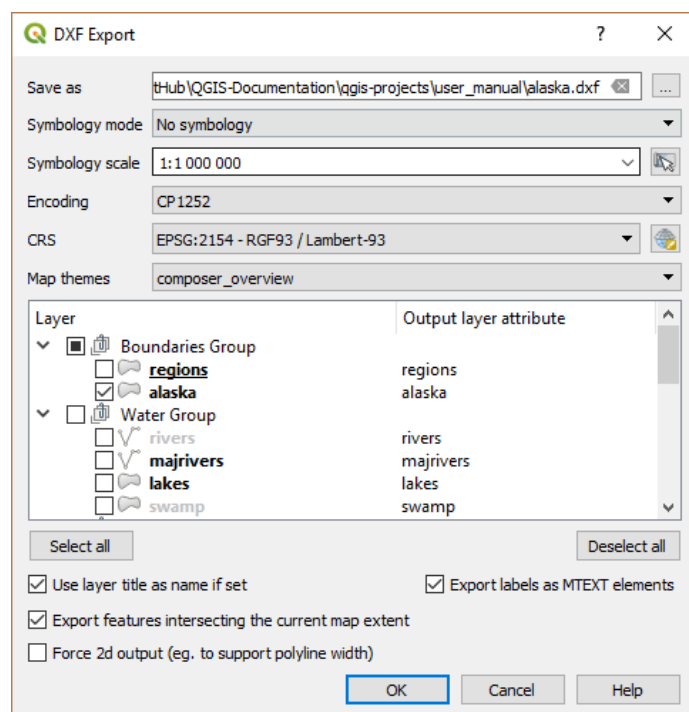 DXF Export ?
Save as tHub\QGIS-Documentation\qgis-projects\user_manual\alaska.dxf ...
Symbology mode No symbology
Symbology scale 1:1 000 000
Encoding CP1252
CRS EPSG:2154 - RGF93 / Lambert-93
Map themes composer_overview
Layer Output layer attribute
Boundaries Group
regions regions
alaska alaska
Water Group
rivers rivers
majrivers majrivers
lakes lakes
swamp swamp
Select all Deselect all
Use layer title as name if set Export labels as MTEXT elements
Export features intersecting the current map extent
Force 2d output (eg. to support polyline width)
OK Cancel Help